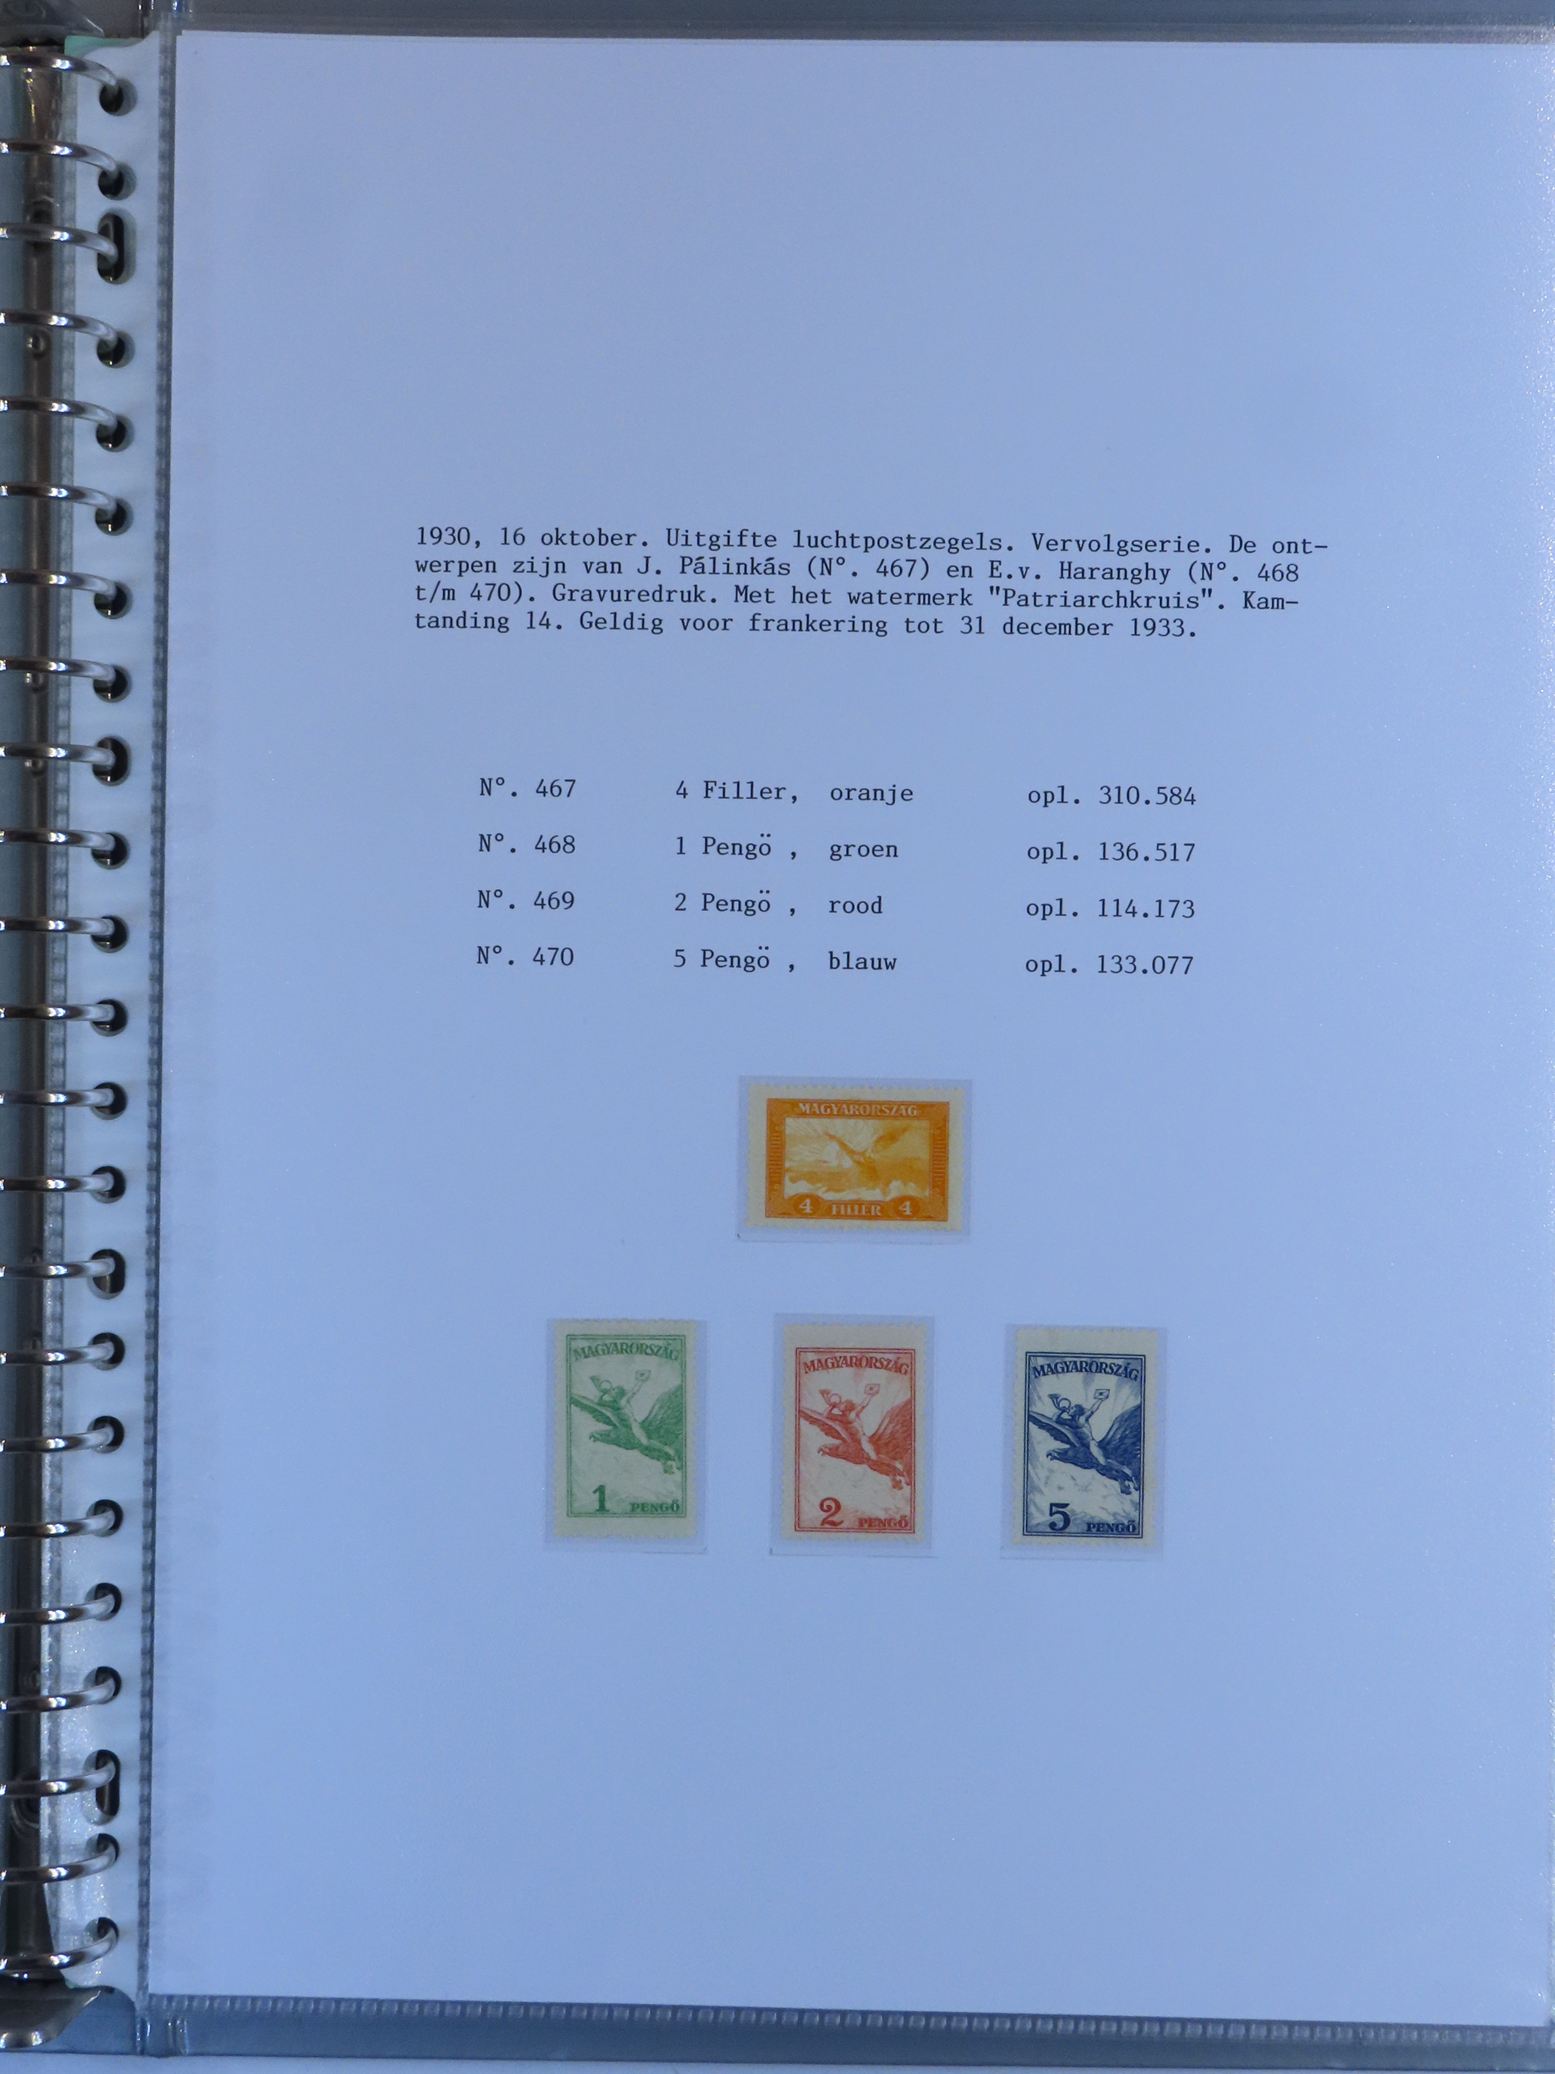 1930, 16 oktober. Uitgifte luchtpostzegels. Vervolgserie. De ont-
werpen zijn van J. Pálinkás (N°. 467) en E.v. Haranghy (N°. 468
t/m 470). Gravuredruk. Met het watermerk "Patriarchkruis". Kam-
tanding 14. Geldig voor frankering tot 31 december 1933.
N°. 467 4 Filler, oranje opl. 310.584
N°. 468 1 Pengö , groen opl. 136.517
N°. 469 2 Pengö , rood opl. 114.173
N°. 470 5 Pengö , blauw opl. 133.077
MAGYARORSZÁG
4 FILLER 4
MAGYARORSZÁG
1 PENGŐ
MAGYARORSZÁG
2 PENGŐ
MAGYARORSZÁG
5 PENGŐ